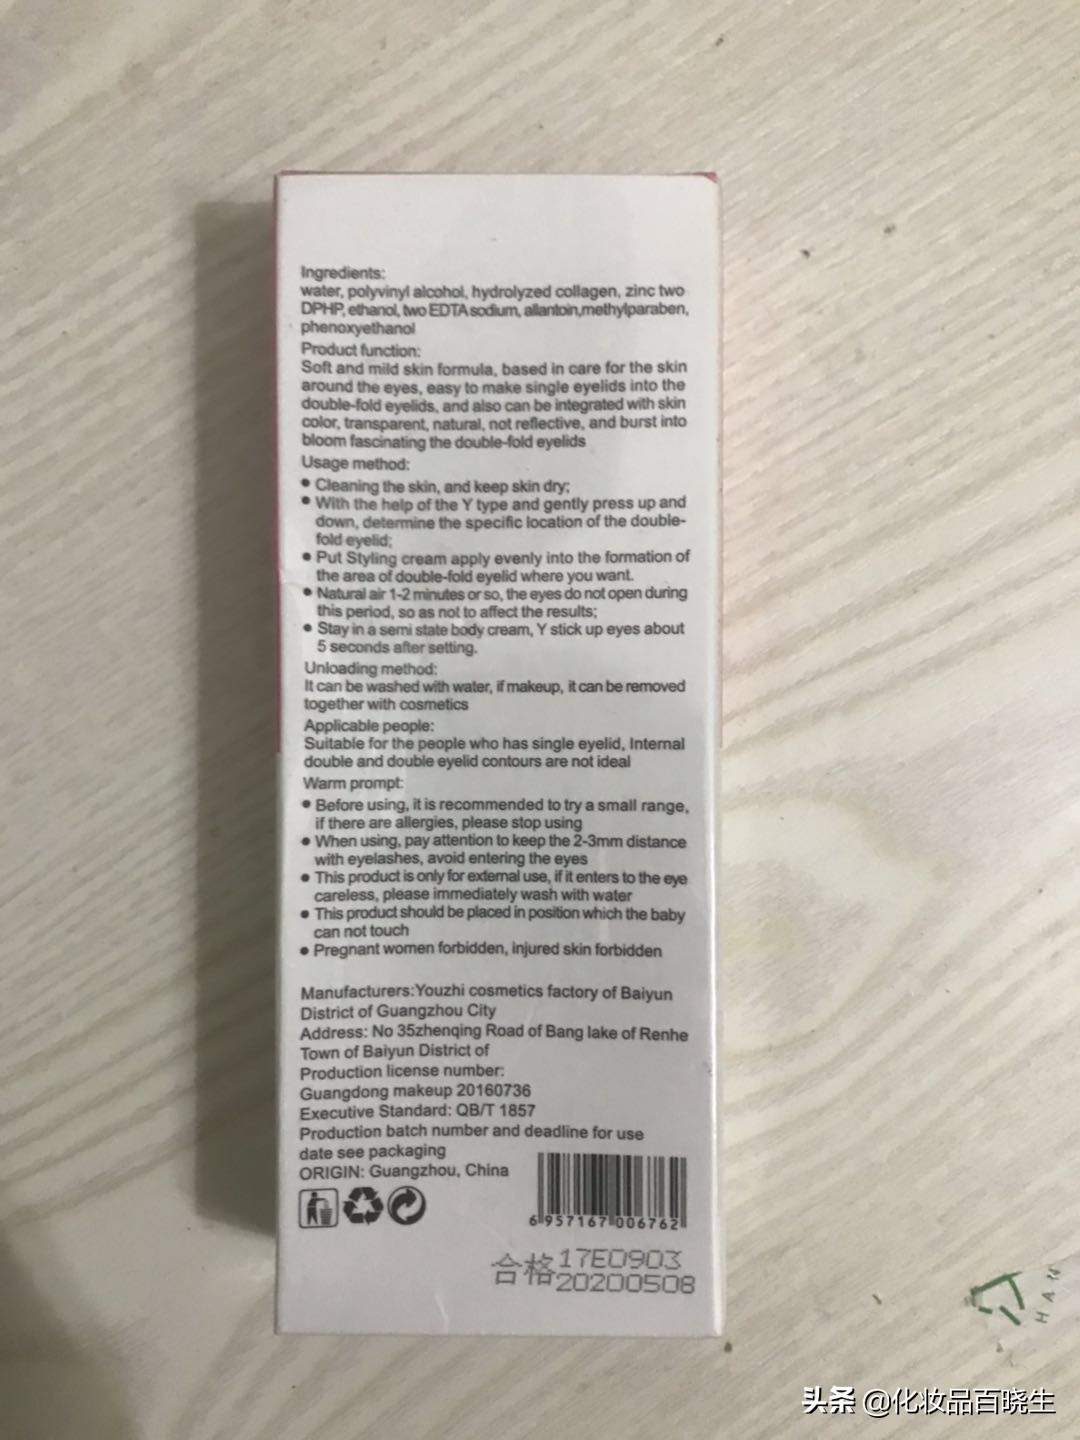 Ingredients:
water, polyvinyl alcohol, hydrolyzed collagen, zinc two
DPHP, ethanol, two EDTA sodium, allantoin,methylparaben,
phenoxyethanol
Product function:
Soft and mild skin formula, based in care for the skin
around the eyes, easy to make single eyelids into the
double-fold eyelids, and also can be integrated with skin
color, transparent, natural, not reflective, and burst into
bloom fascinating the double-fold eyelids
Usage method:
● Cleaning the skin, and keep skin dry;
● With the help of the Y type and gently press up and
down, determine the specific location of the double-
fold eyelid;
● Put Styling cream apply evenly into the formation of
the area of double-fold eyelid where you want.
● Natural air 1-2 minutes or so, the eyes do not open during
this period, so as not to affect the results;
● Stay in a semi state body cream, Y stick up eyes about
5 seconds after setting.
Unloading method:
It can be washed with water, if makeup, it can be removed
together with cosmetics
Applicable people:
Suitable for the people who has single eyelid, Internal
double and double eyelid contours are not ideal
Warm prompt:
● Before using, it is recommended to try a small range,
if there are allergies, please stop using
● When using, pay attention to keep the 2-3mm distance
with eyelashes, avoid entering the eyes
● This product is only for external use, if it enters to the eye
careless, please immediately wash with water
● This product should be placed in position which the baby
can not touch
● Pregnant women forbidden, injured skin forbidden
Manufacturers:Youzhi cosmetics factory of Baiyun
District of Guangzhou City
Address: No 35zhenqing Road of Bang lake of Renhe
Town of Baiyun District of
Production license number:
Guangdong makeup 20160736
Executive Standard: QB/T 1857
Production batch number and deadline for use
date see packaging
ORIGIN: Guangzhou, China
6 957167 006762
合格 17E0903
20200508
HAN
头条 @化妆品百晓生